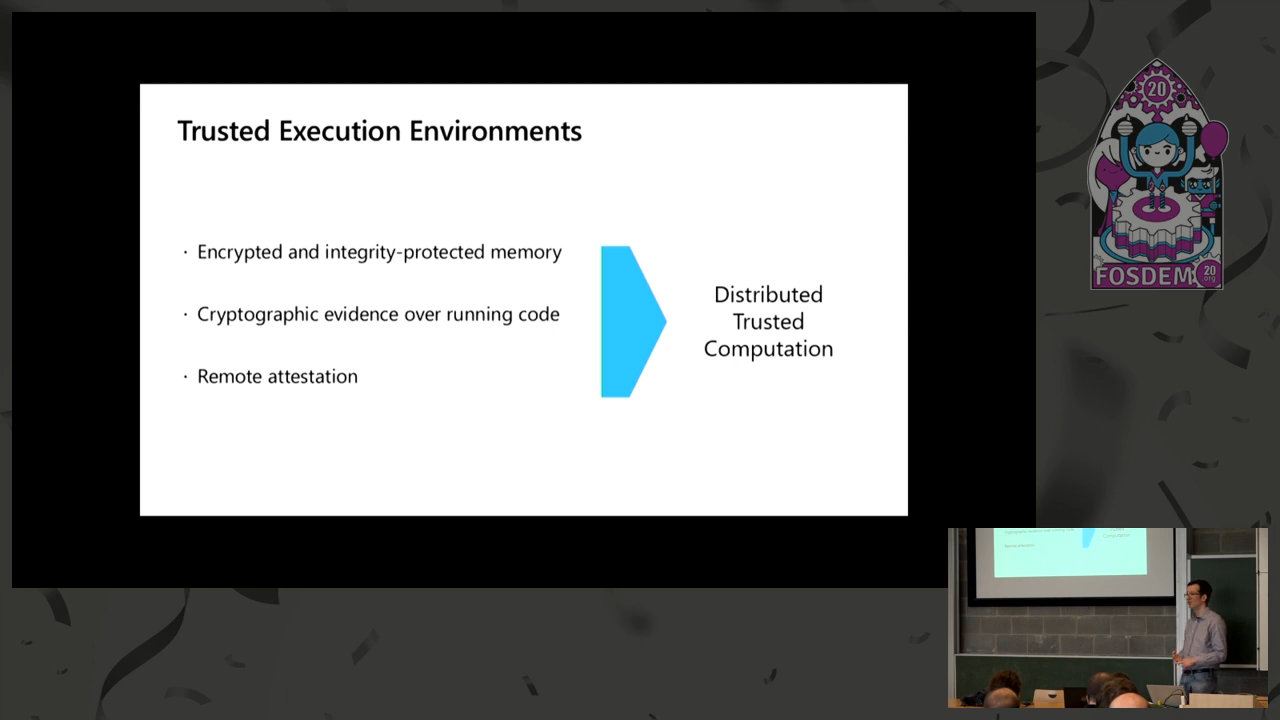 Trusted Execution Environments
· Encrypted and integrity-protected memory
· Cryptographic evidence over running code
· Remote attestation
Distributed
Trusted
Computation
20
FOSDEM
20
.org